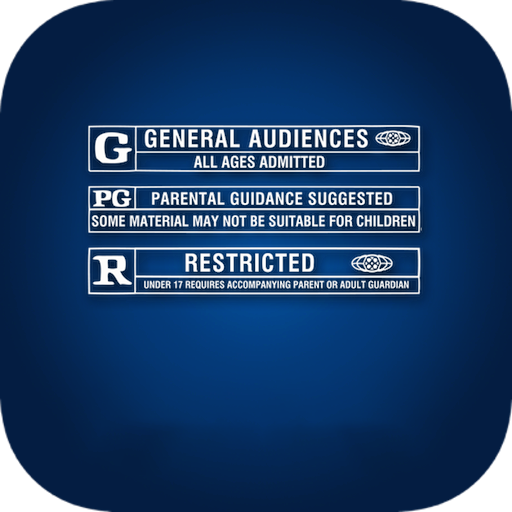 G GENERAL AUDIENCES
ALL AGES ADMITTED
PG PARENTAL GUIDANCE SUGGESTED
SOME MATERIAL MAY NOT BE SUITABLE FOR CHILDREN
R RESTRICTED
UNDER 17 REQUIRES ACCOMPANYING PARENT OR ADULT GUARDIAN